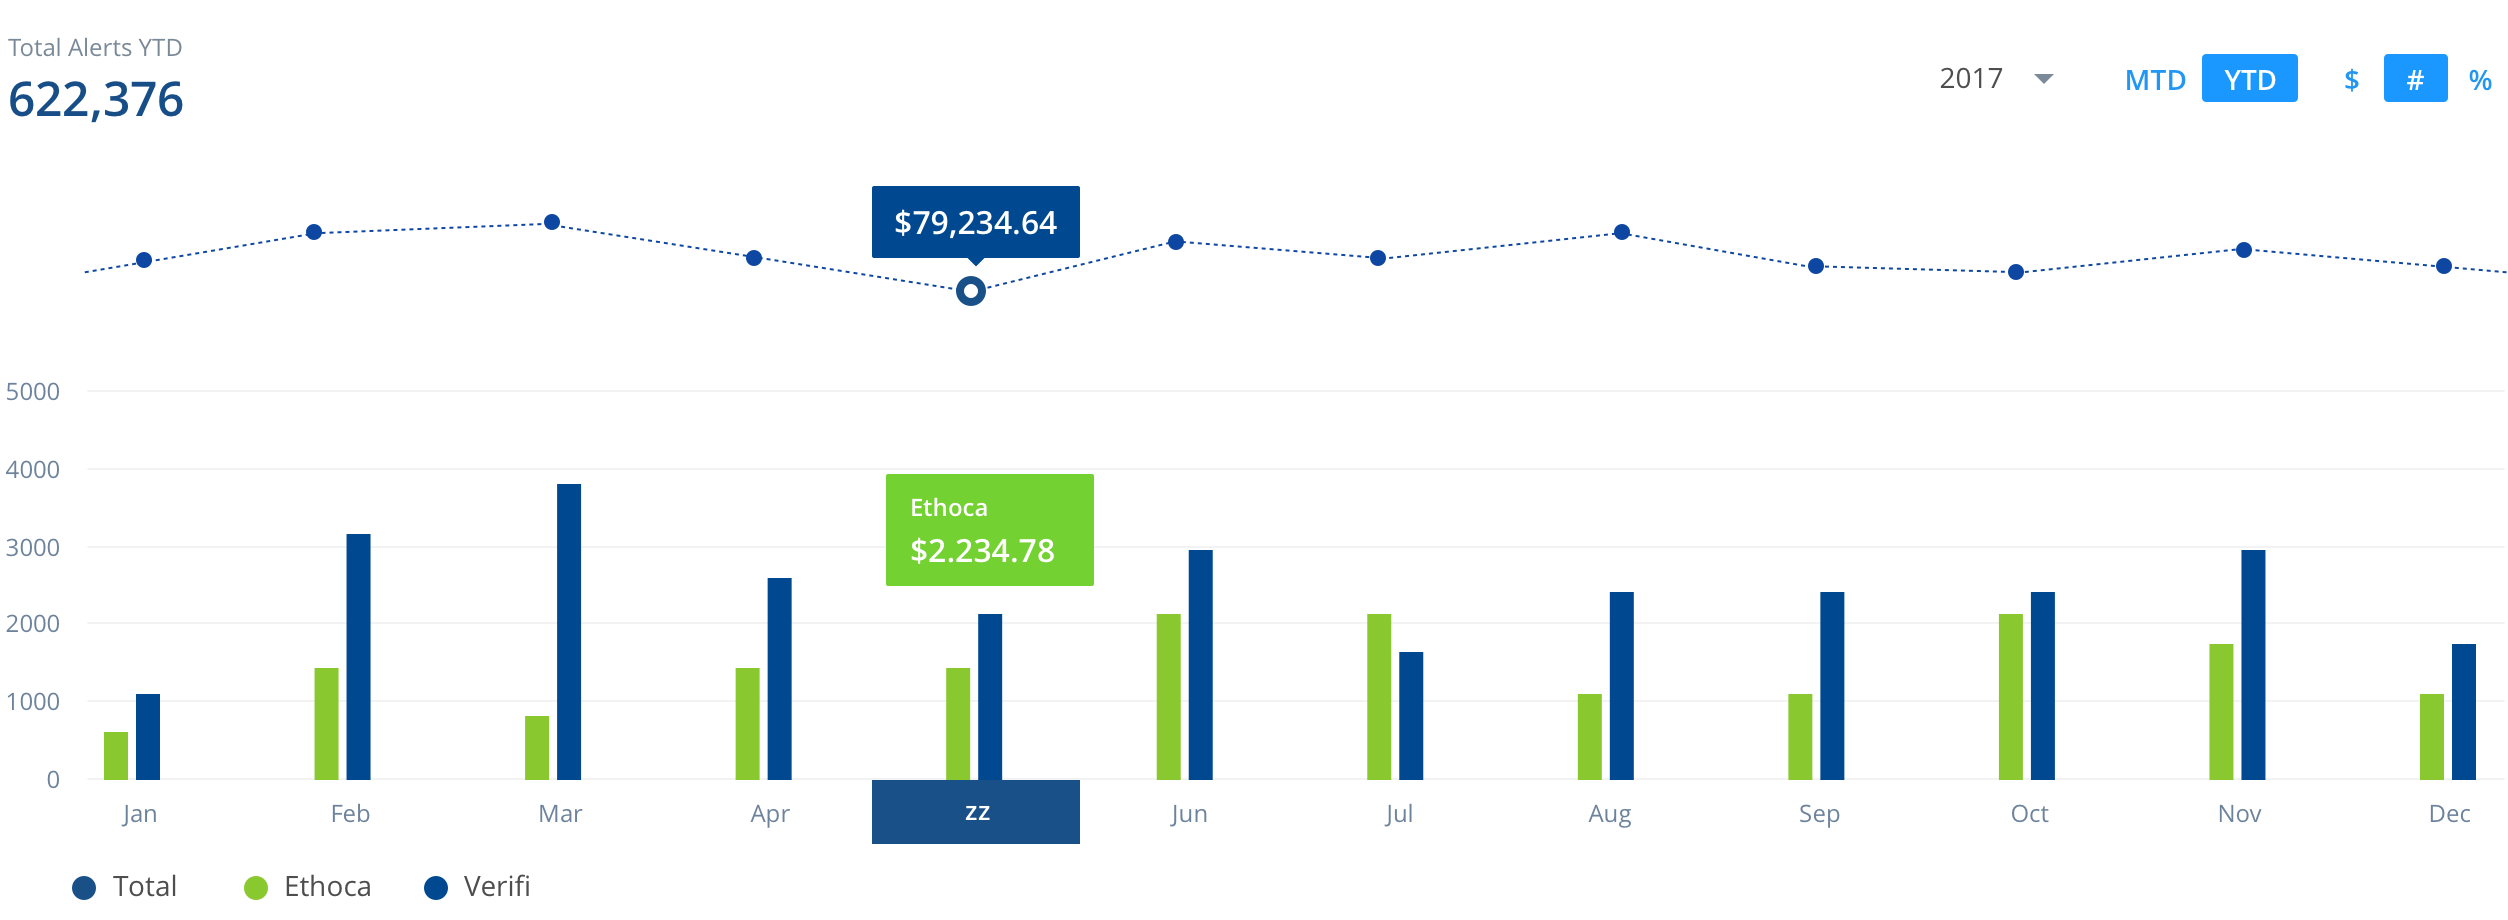 Total Alerts YTD
622,376
2017 MTD YTD $ # %
$79,234.64
5000
4000
Ethoca
$2.234.78
3000
2000
1000
0
Jan Feb Mar Apr zz Jun Jul Aug Sep Oct Nov Dec
Total Ethoca Verifi